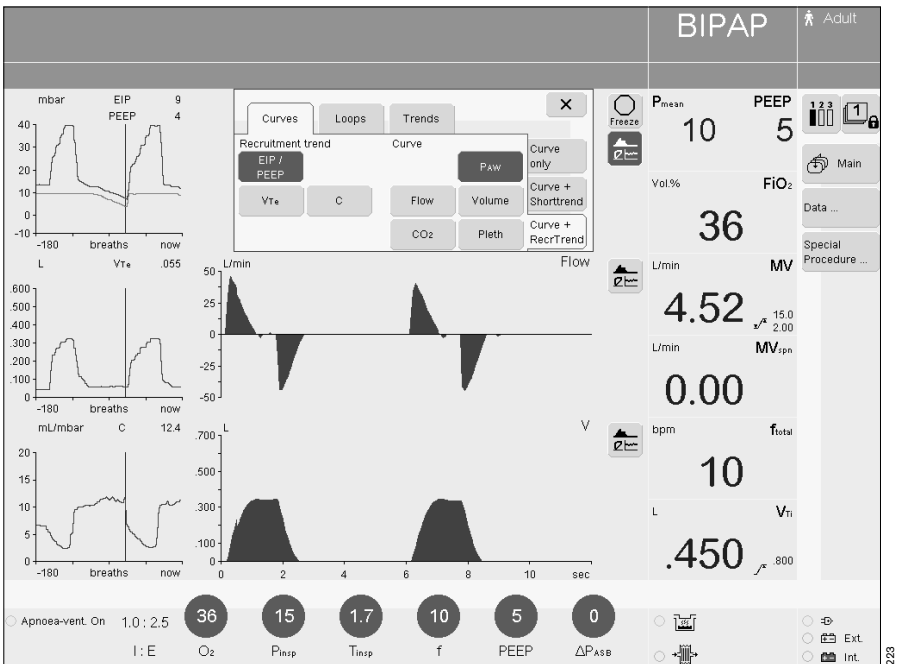 BIPAP
Adult
mbar EIP 9
PEEP 4
40
30
20
10
0
-10
-180 breaths now
L VTe .055
.600
.500
.400
.300
.200
.100
0
-180 breaths now
mL/mbar C 12.4
20
15
10
5
0
-180 breaths now
Curves Loops Trends
Recruitment trend Curve
EIP / PEEP
VTe C
PAW
Flow Volume
CO2 Pleth
Curve only
Curve + Shorttrend
Curve + RecrTrend
Freeze
L/min Flow
50
25
0
-25
-50
L V
.700
.500
.300
.100
0
0 2 4 6 8 10 sec
Pmean PEEP
10 5
Vol.% FiO2
36
L/min MV
4.52 15.0
2.00
L/min MVspn
0.00
bpm ftotal
10
L VTi
.450 .800
1 2 3
1
Main
Data ...
Special Procedure ...
Apnoea-vent. On 1.0 : 2.5 36 15 1.7 10 5 0
I : E O2 Pinsp Tinsp f PEEP ΔPASB
Ext.
Int.
223